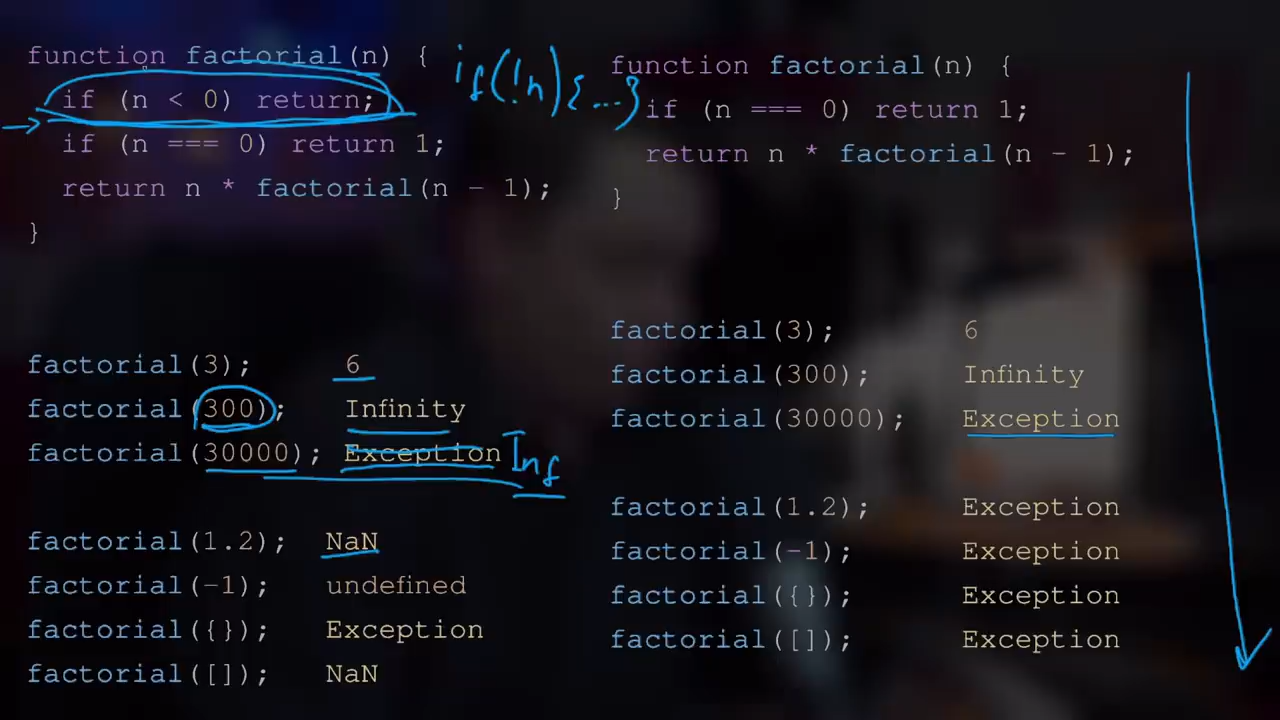 function factorial(n) {
if (n < 0) return;
if (n === 0) return 1;
return n * factorial(n - 1);
}
if(!n){...}
factorial(3); 6
factorial(300); Infinity
factorial(30000); Exception Inf
factorial(1.2); NaN
factorial(-1); undefined
factorial({}); Exception
factorial([]); NaN
function factorial(n) {
if (n === 0) return 1;
return n * factorial(n - 1);
}
factorial(3); 6
factorial(300); Infinity
factorial(30000); Exception
factorial(1.2); Exception
factorial(-1); Exception
factorial({}); Exception
factorial([]); Exception